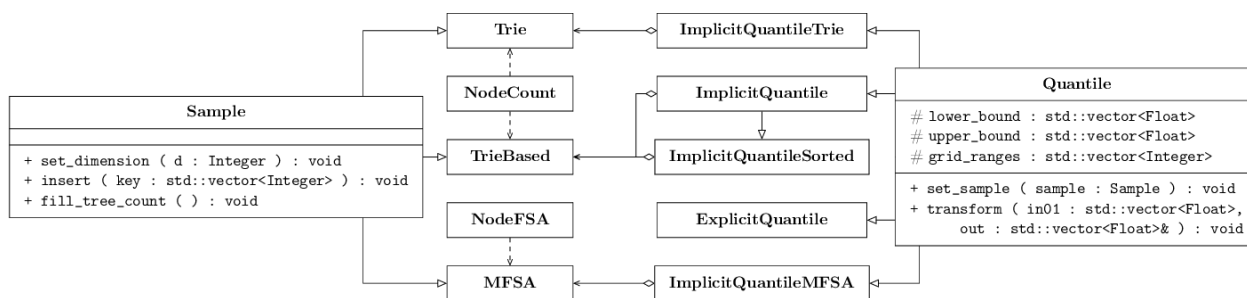 Sample
+ set_dimension ( d : Integer ) : void
+ insert ( key : std::vector<Integer> ) : void
+ fill_tree_count ( ) : void
Trie
NodeCount
TrieBased
NodeFSA
MFSA
ImplicitQuantileTrie
ImplicitQuantile
ImplicitQuantileSorted
ExplicitQuantile
ImplicitQuantileMFSA
Quantile
# lower_bound : std::vector<Float>
# upper_bound : std::vector<Float>
# grid_ranges : std::vector<Integer>
+ set_sample ( sample : Sample ) : void
+ transform ( in01 : std::vector<Float>,
out : std::vector<Float>& ) : void